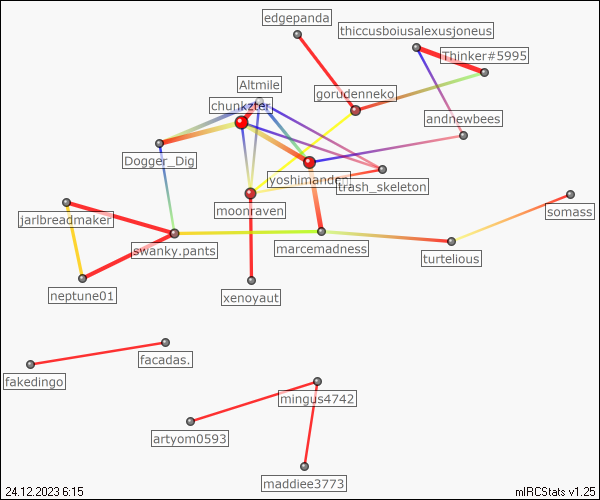 edgepanda
thiccusboiusalexusjoneus
Thinker#5995
Altmile
gorudenneko
chunkzter
andnewbees
Dogger_Dig
yoshimanden
trash_skeleton
moonraven
somass
jarlbreadmaker
swanky.pants
marcemadness
turtelious
neptune01
xenoyaut
facadas.
fakedingo
mingus4742
artyom0593
maddiee3773
24.12.2023 6:15
mIRCStats v1.25